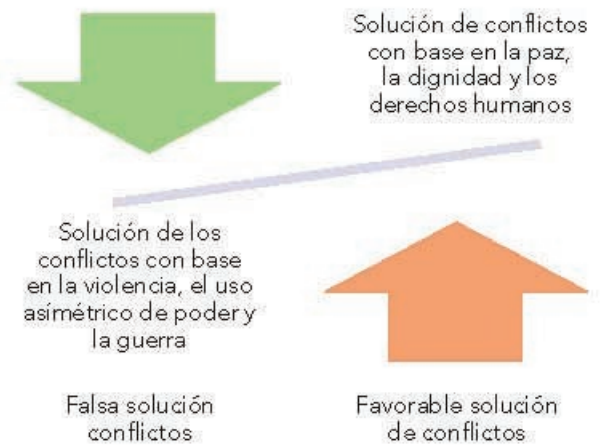 Solución de conflictos
con base en la paz,
la dignidad y los
derechos humanos
Solución de los
conflictos con base
en la violencia, el uso
asímétrico de poder y
la guerra
Falsa solución
conflictos
Favorable solución
de conflictos